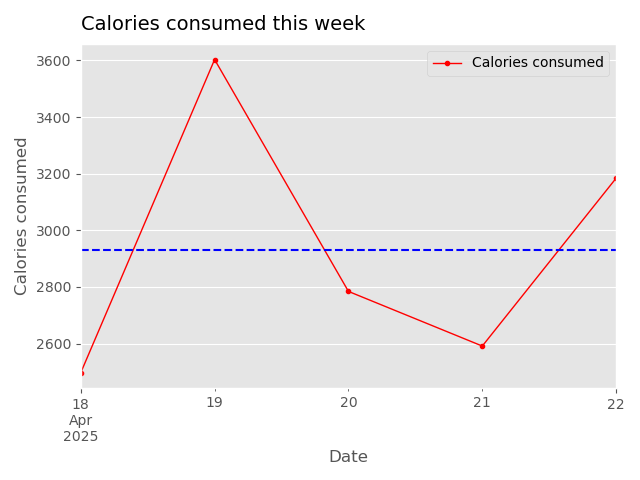 Calories consumed this week
Calories consumed
3600
3400
3200
3000
2800
2600
Calories consumed
18
Apr
2025
19
20
21
22
Date